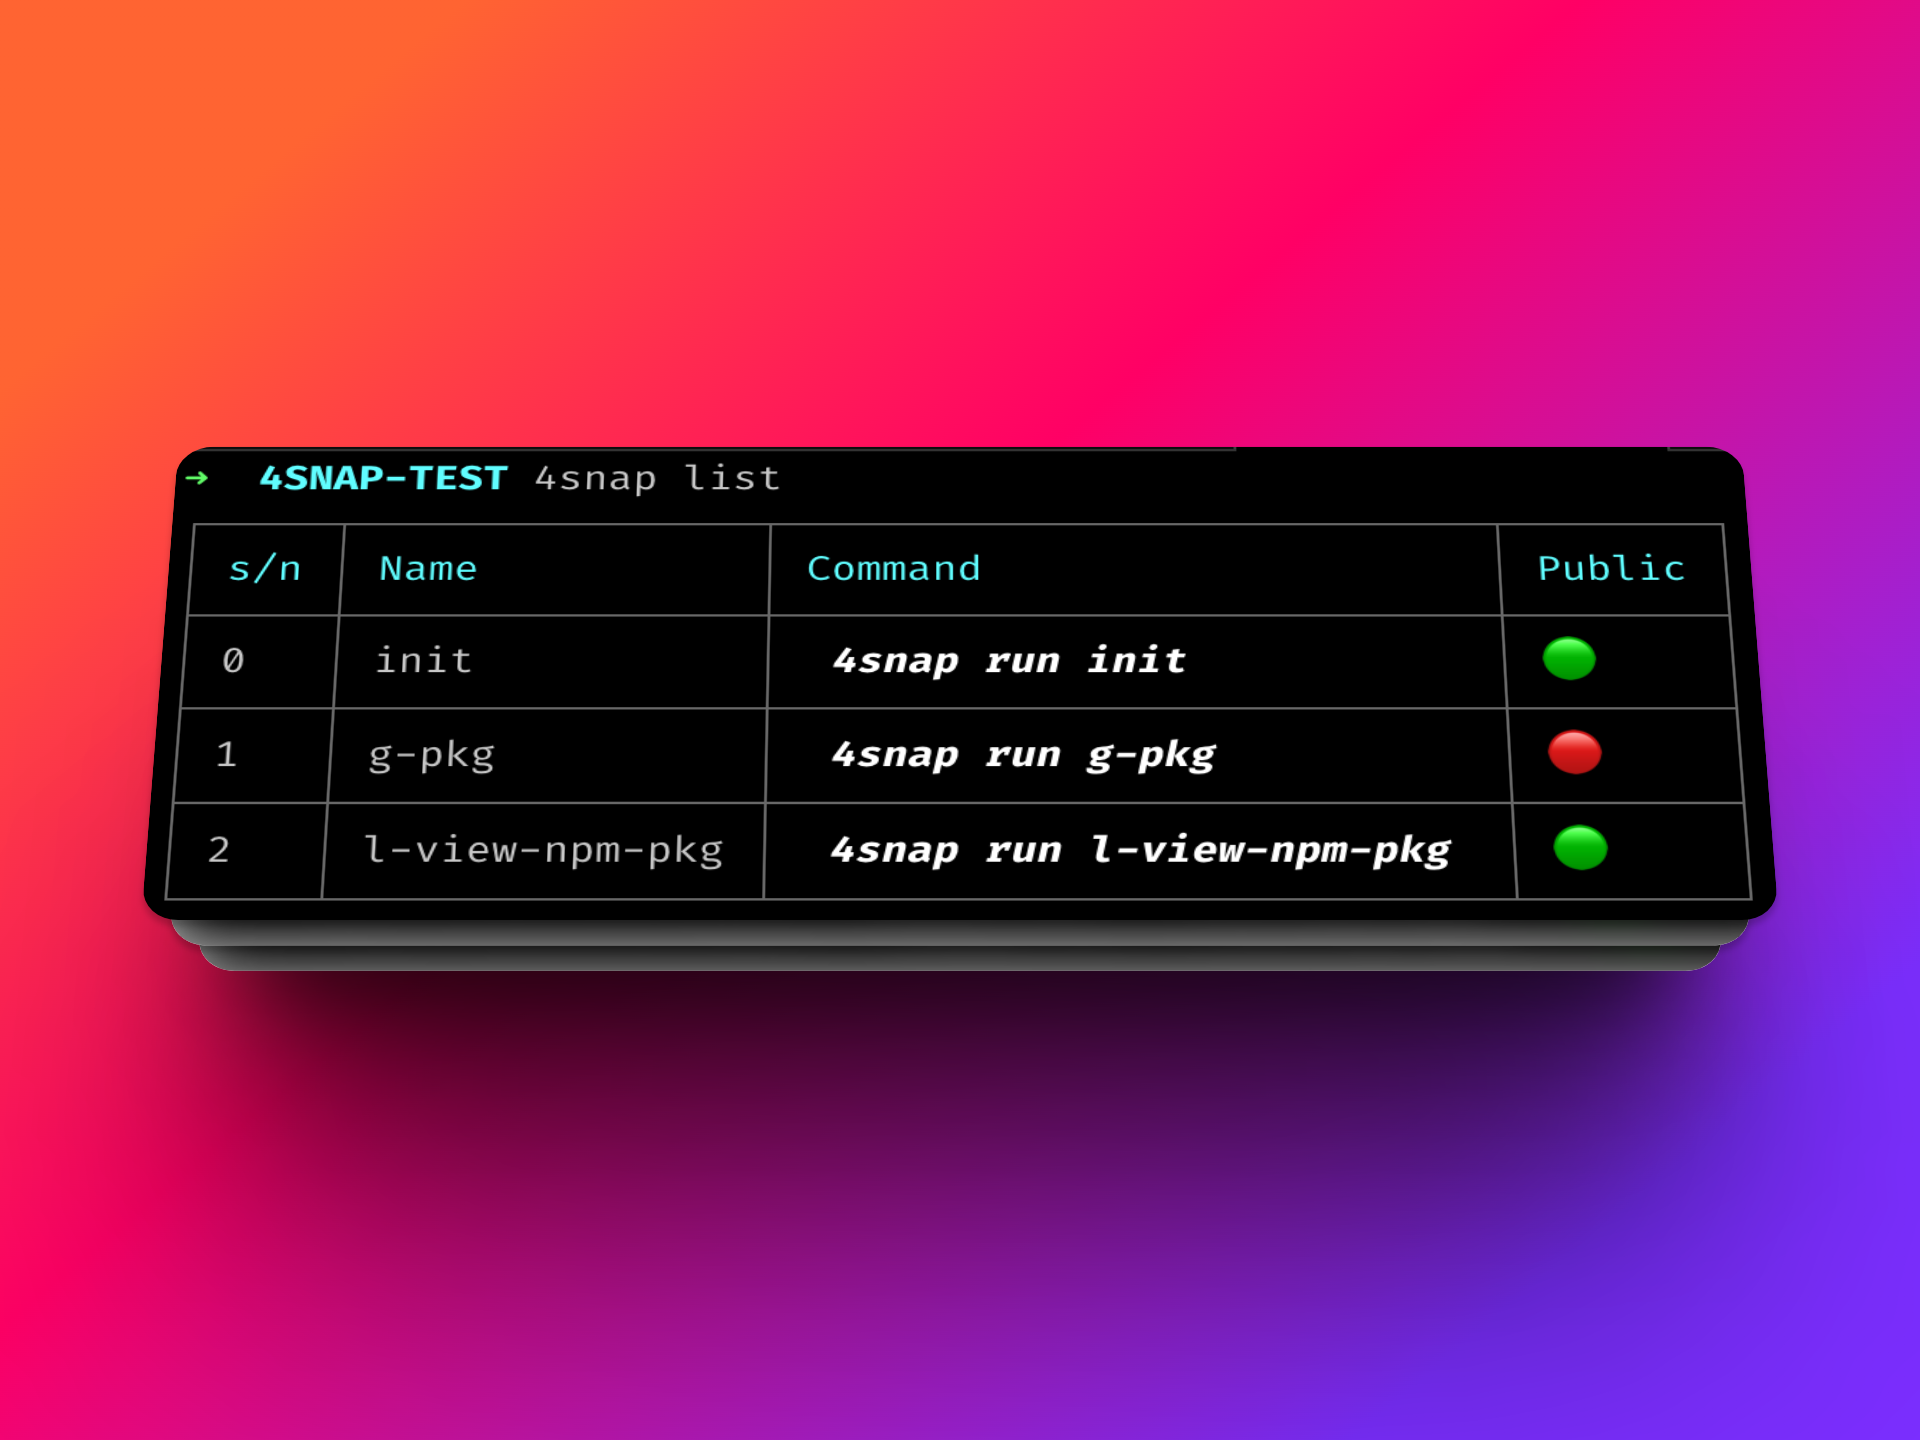 → 4SNAP-TEST 4snap list
s/n Name Command Public
0 init 4snap run init
1 g-pkg 4snap run g-pkg
2 l-view-npm-pkg 4snap run l-view-npm-pkg